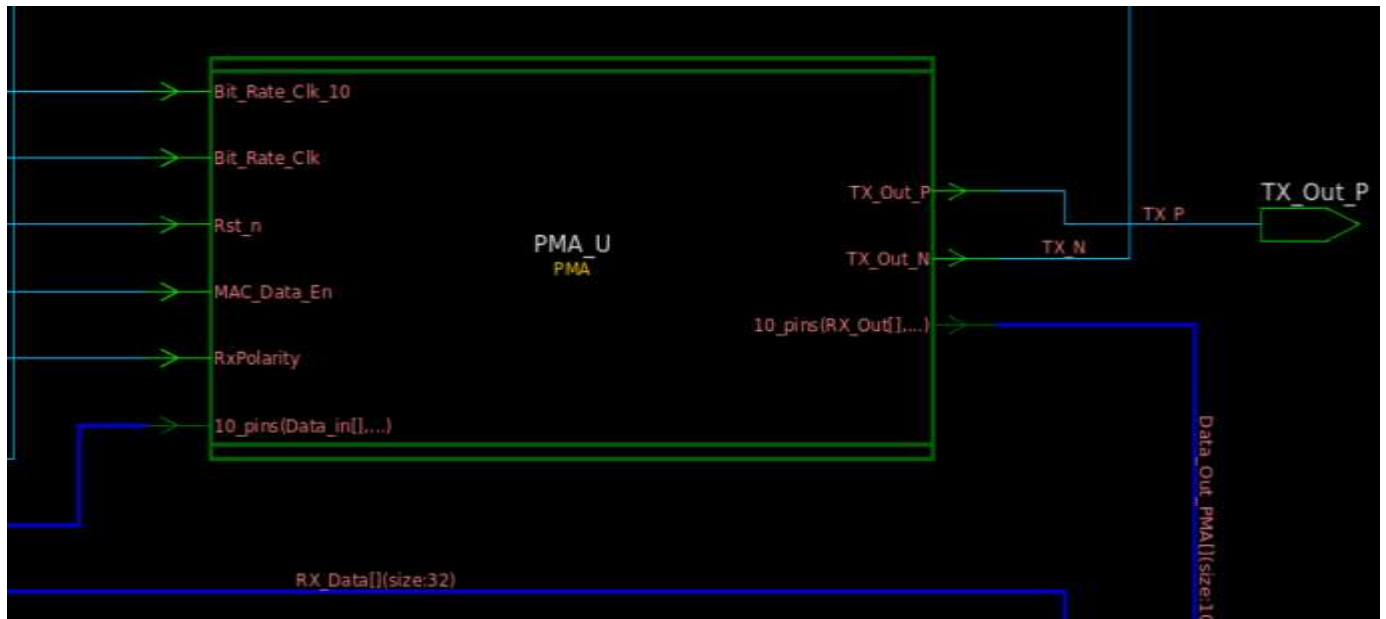 Bit_Rate_Clk_10
Bit_Rate_Clk
Rst_n
MAC_Data_En
RxPolarity
10_pins(Data_in[],...)
PMA_U
PMA
TX_Out_P
TX_Out_N
10_pins(RX_Out[],...)
TX_P
TX_N
TX_Out_P
Data_Out_PMA[](size:10
RX_Data[](size:32)